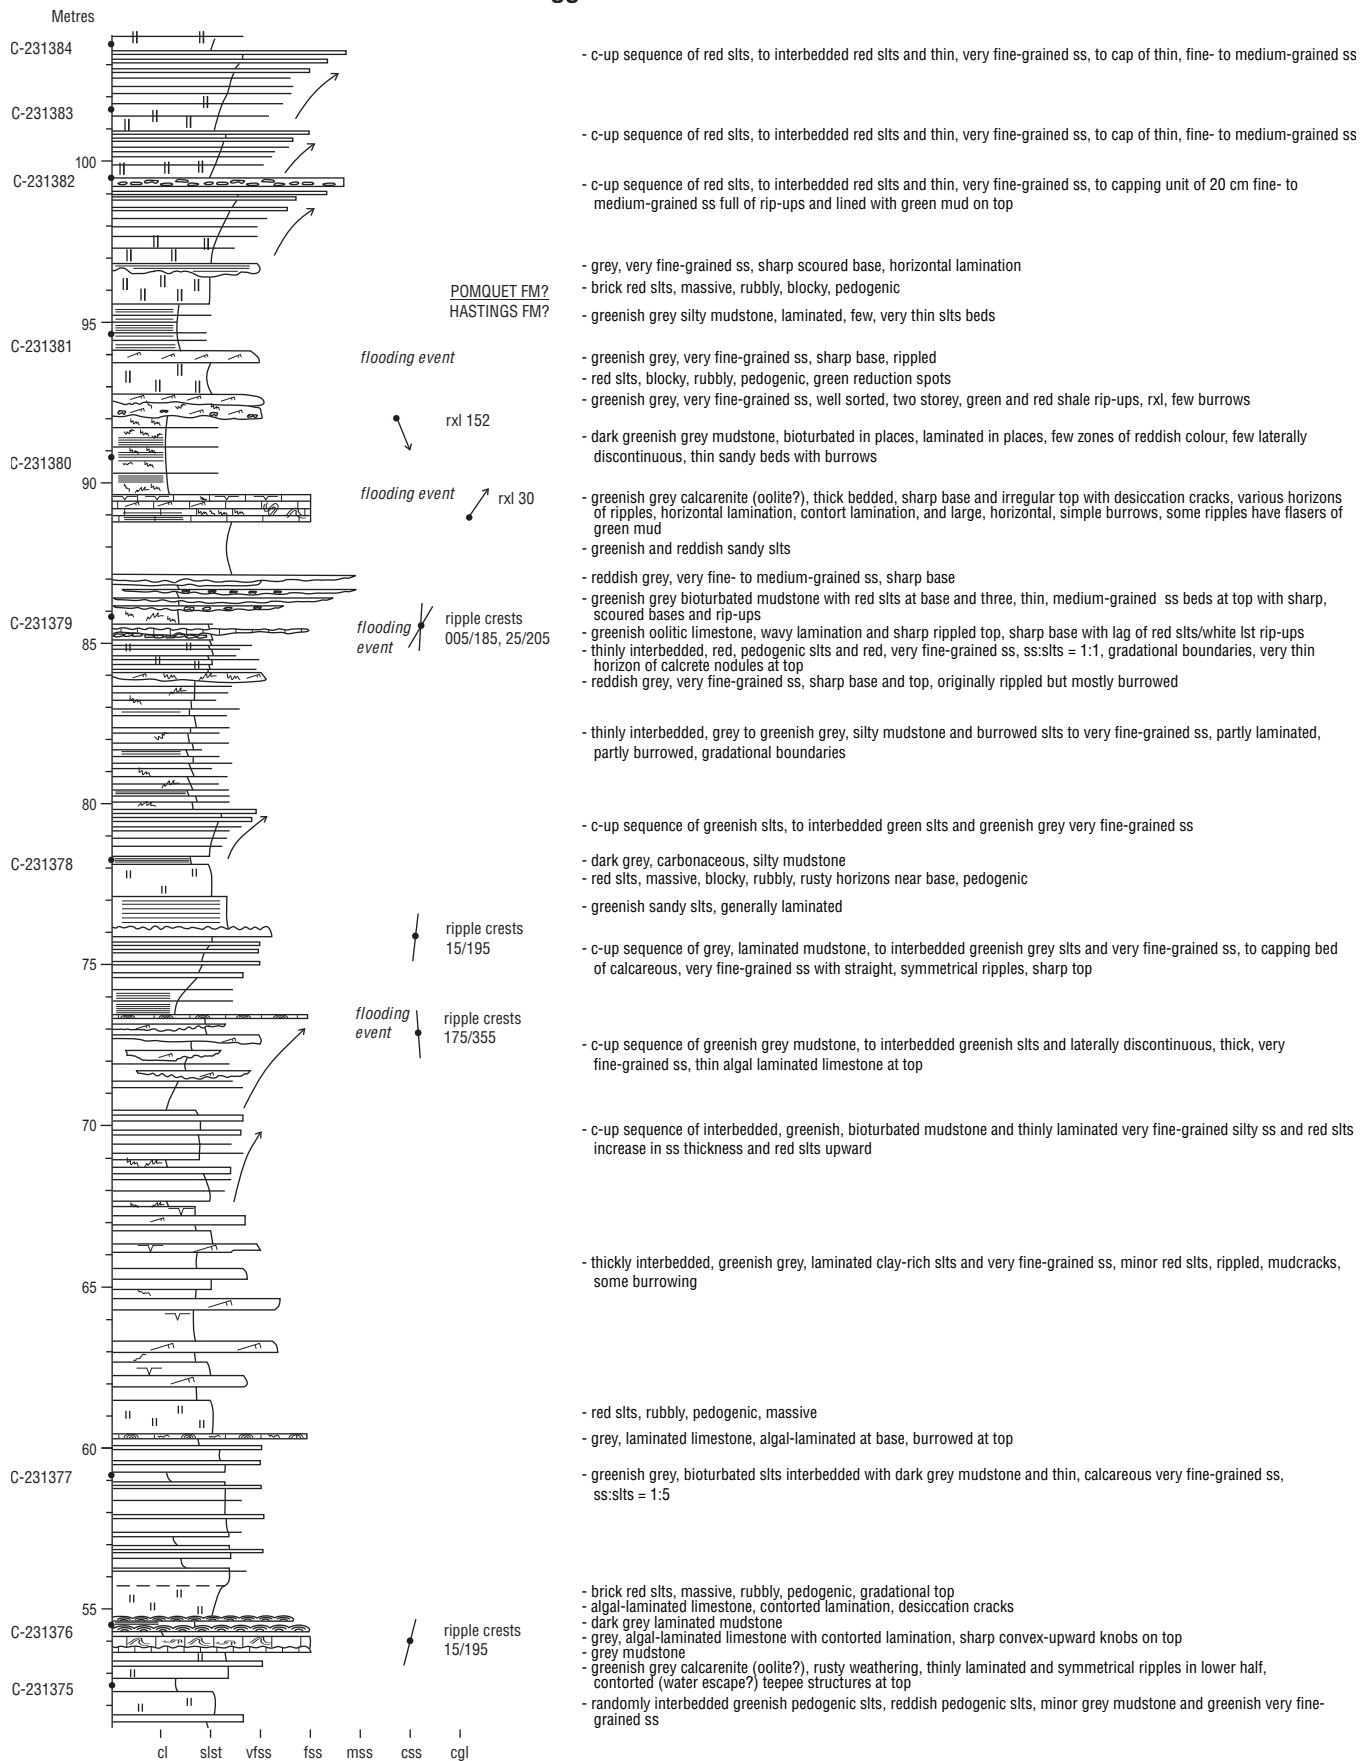 gg
Metres
C-231384
- c-up sequence of red slts, to interbedded red slts and thin, very fine-grained ss, to cap of thin, fine- to medium-grained ss
C-231383
- c-up sequence of red slts, to interbedded red slts and thin, very fine-grained ss, to cap of thin, fine- to medium-grained ss
100
C-231382
- c-up sequence of red slts, to interbedded red slts and thin, very fine-grained ss, to capping unit of 20 cm fine- to
medium-grained ss full of rip-ups and lined with green mud on top
- grey, very fine-grained ss, sharp scoured base, horizontal lamination
- brick red slts, massive, rubbly, blocky, pedogenic
POMQUET FM?
HASTINGS FM?
- greenish grey silty mudstone, laminated, few, very thin slts beds
95
C-231381
flooding event
- greenish grey, very fine-grained ss, sharp base, rippled
- red slts, blocky, rubbly, pedogenic, green reduction spots
- greenish grey, very fine-grained ss, well sorted, two storey, green and red shale rip-ups, rxl, few burrows
rxl 152
- dark greenish grey mudstone, bioturbated in places, laminated in places, few zones of reddish colour, few laterally
discontinuous, thin sandy beds with burrows
C-231380
90
flooding event
rxl 30
- greenish grey calcarenite (oolite?), thick bedded, sharp base and irregular top with desiccation cracks, various horizons
of ripples, horizontal lamination, contort lamination, and large, horizontal, simple burrows, some ripples have flasers of
green mud
- greenish and reddish sandy slts
- reddish grey, very fine- to medium-grained ss, sharp base
- greenish grey bioturbated mudstone with red slts at base and three, thin, medium-grained ss beds at top with sharp,
scoured bases and rip-ups
C-231379
flooding
event
ripple crests
005/185, 25/205
- greenish oolitic limestone, wavy lamination and sharp rippled top, sharp base with lag of red slts/white lst rip-ups
85
- thinly interbedded, red, pedogenic slts and red, very fine-grained ss, ss:slts = 1:1, gradational boundaries, very thin
horizon of calcrete nodules at top
- reddish grey, very fine-grained ss, sharp base and top, originally rippled but mostly burrowed
- thinly interbedded, grey to greenish grey, silty mudstone and burrowed slts to very fine-grained ss, partly laminated,
partly burrowed, gradational boundaries
80
- c-up sequence of greenish slts, to interbedded green slts and greenish grey very fine-grained ss
C-231378
- dark grey, carbonaceous, silty mudstone
- red slts, massive, blocky, rubbly, rusty horizons near base, pedogenic
- greenish sandy slts, generally laminated
ripple crests
15/195
- c-up sequence of grey, laminated mudstone, to interbedded greenish grey slts and very fine-grained ss, to capping bed
of calcareous, very fine-grained ss with straight, symmetrical ripples, sharp top
75
flooding
event
ripple crests
175/355
- c-up sequence of greenish grey mudstone, to interbedded greenish slts and laterally discontinuous, thick, very
fine-grained ss, thin algal laminated limestone at top
70
- c-up sequence of interbedded, greenish, bioturbated mudstone and thinly laminated very fine-grained silty ss and red slts
increase in ss thickness and red slts upward
- thickly interbedded, greenish grey, laminated clay-rich slts and very fine-grained ss, minor red slts, rippled, mudcracks,
some burrowing
65
- red slts, rubbly, pedogenic, massive
- grey, laminated limestone, algal-laminated at base, burrowed at top
60
C-231377
- greenish grey, bioturbated slts interbedded with dark grey mudstone and thin, calcareous very fine-grained ss,
ss:slts = 1:5
- brick red slts, massive, rubbly, pedogenic, gradational top
- algal-laminated limestone, contorted lamination, desiccation cracks
55
- dark grey laminated mudstone
C-231376
ripple crests
15/195
- grey, algal-laminated limestone with contorted lamination, sharp convex-upward knobs on top
- grey mudstone
- greenish grey calcarenite (oolite?), rusty weathering, thinly laminated and symmetrical ripples in lower half,
contorted (water escape?) teepee structures at top
C-231375
- randomly interbedded greenish pedogenic slts, reddish pedogenic slts, minor grey mudstone and greenish very fine-
grained ss
cl slst vfss fss mss css cgl